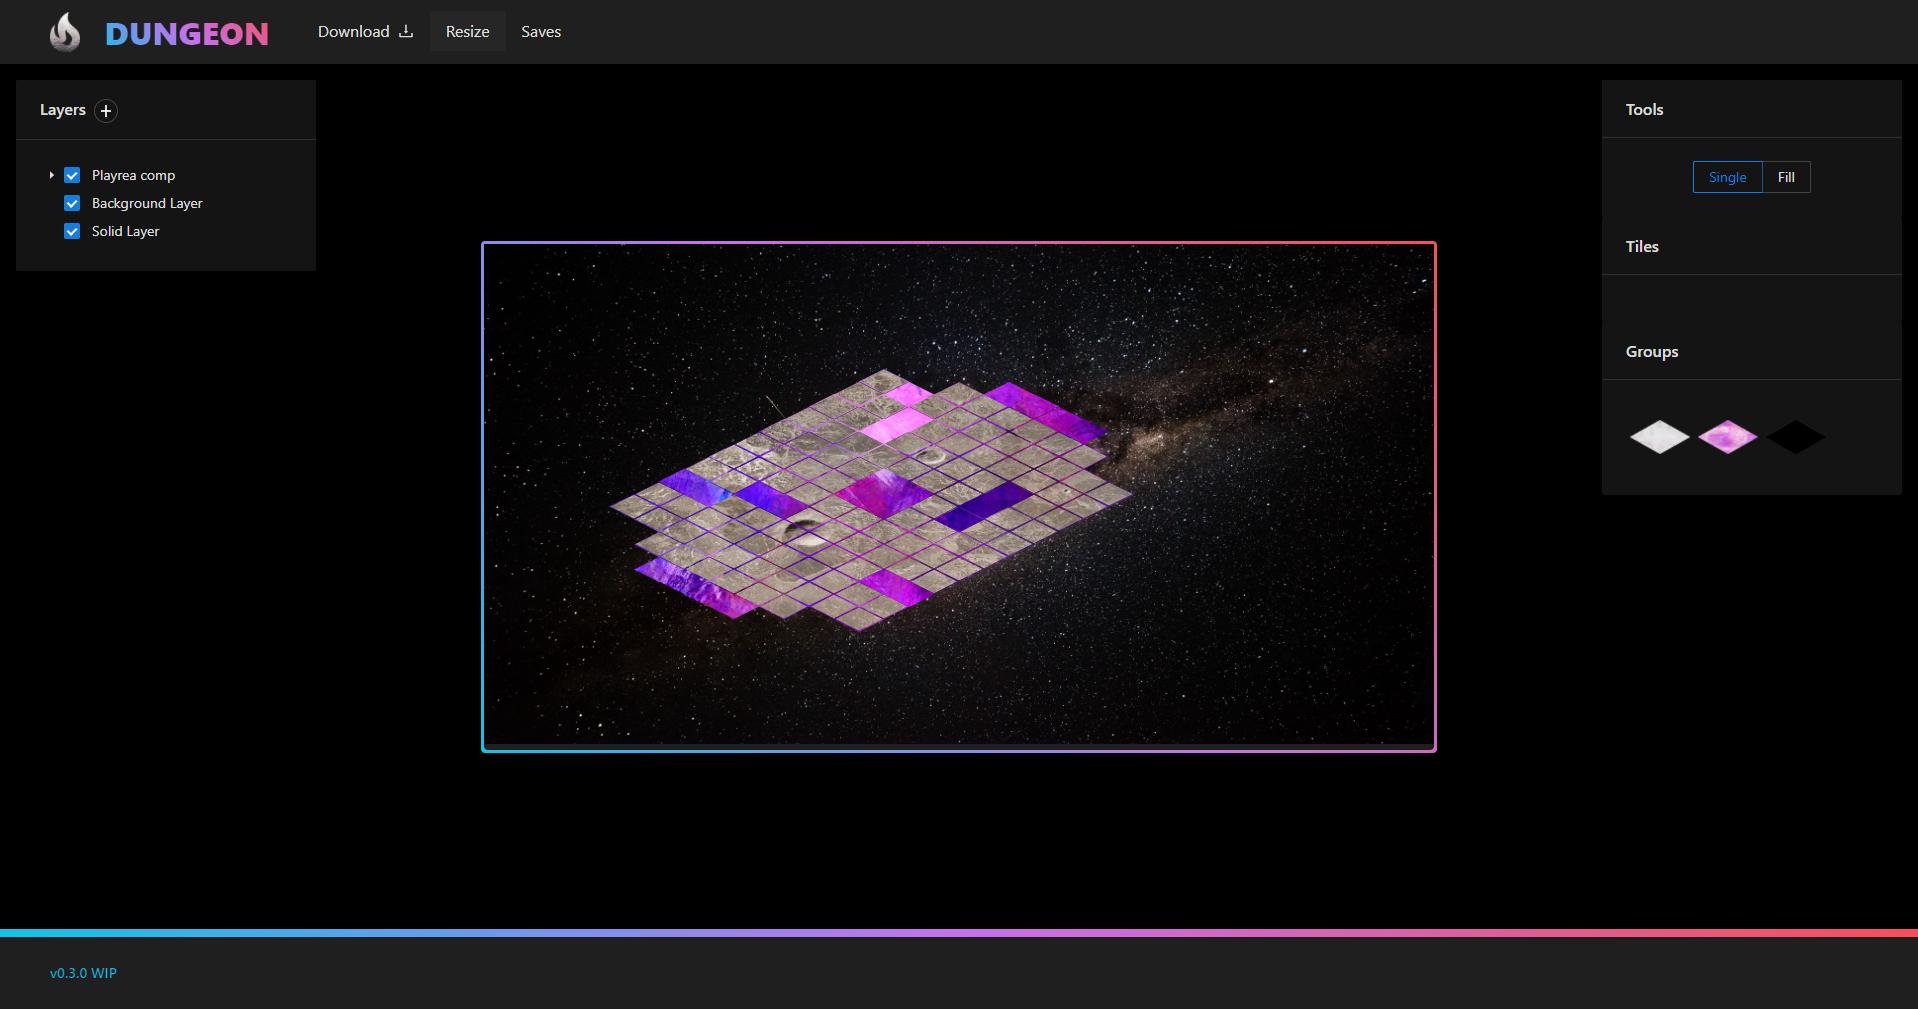 DUNGEON
Download
Resize
Saves
Layers
Playrea comp
Background Layer
Solid Layer
Tools
Single
Fill
Tiles
Groups
v0.3.0 WIP